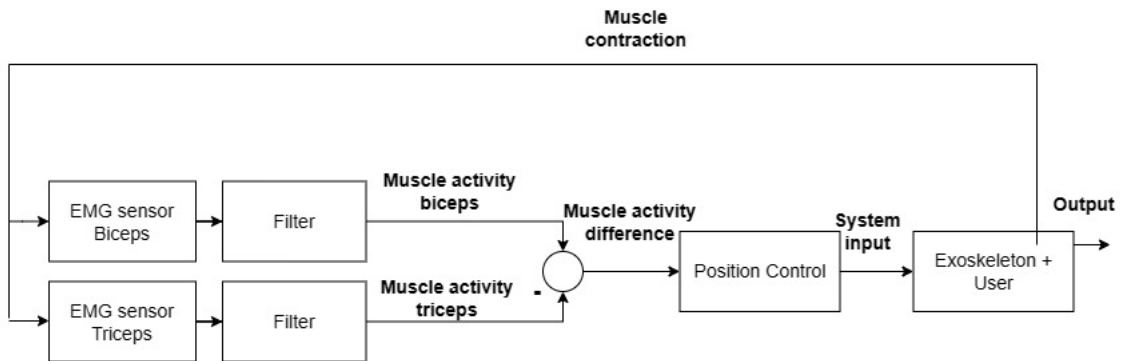 Muscle
contraction
EMG sensor
Biceps
Filter
Muscle activity
biceps
EMG sensor
Triceps
Filter
Muscle activity
triceps
-
Muscle activity
difference
Position Control
System
input
Exoskeleton +
User
Output